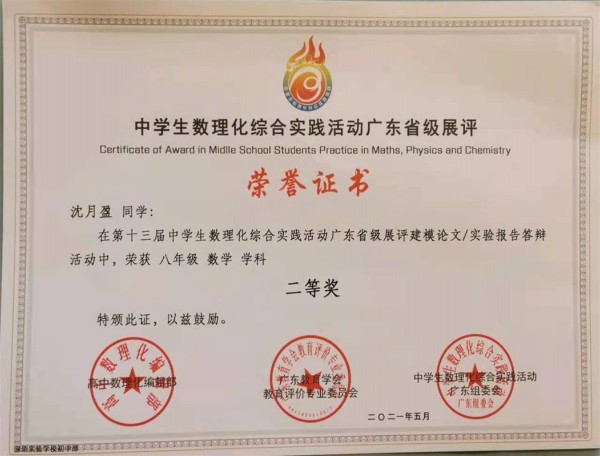 中学生数理化综合实践活动广东省级展评
Certificate of Award in Midlle School Students Practice in Maths, Physics and Chemistry
荣誉证书
沈月盈 同学：
在第十三届中学生数理化综合实践活动广东省级展评建模论文/实验报告答辩
活动中，荣获 八年级 数学 学科
二等奖
特颁此证，以兹鼓励。
高中数理化编辑部
广东教育学会
教育评价专业委员会
中学生数理化综合实践活动
广东组委会
广东组委会
二〇二一年五月
深圳实验学校初中部